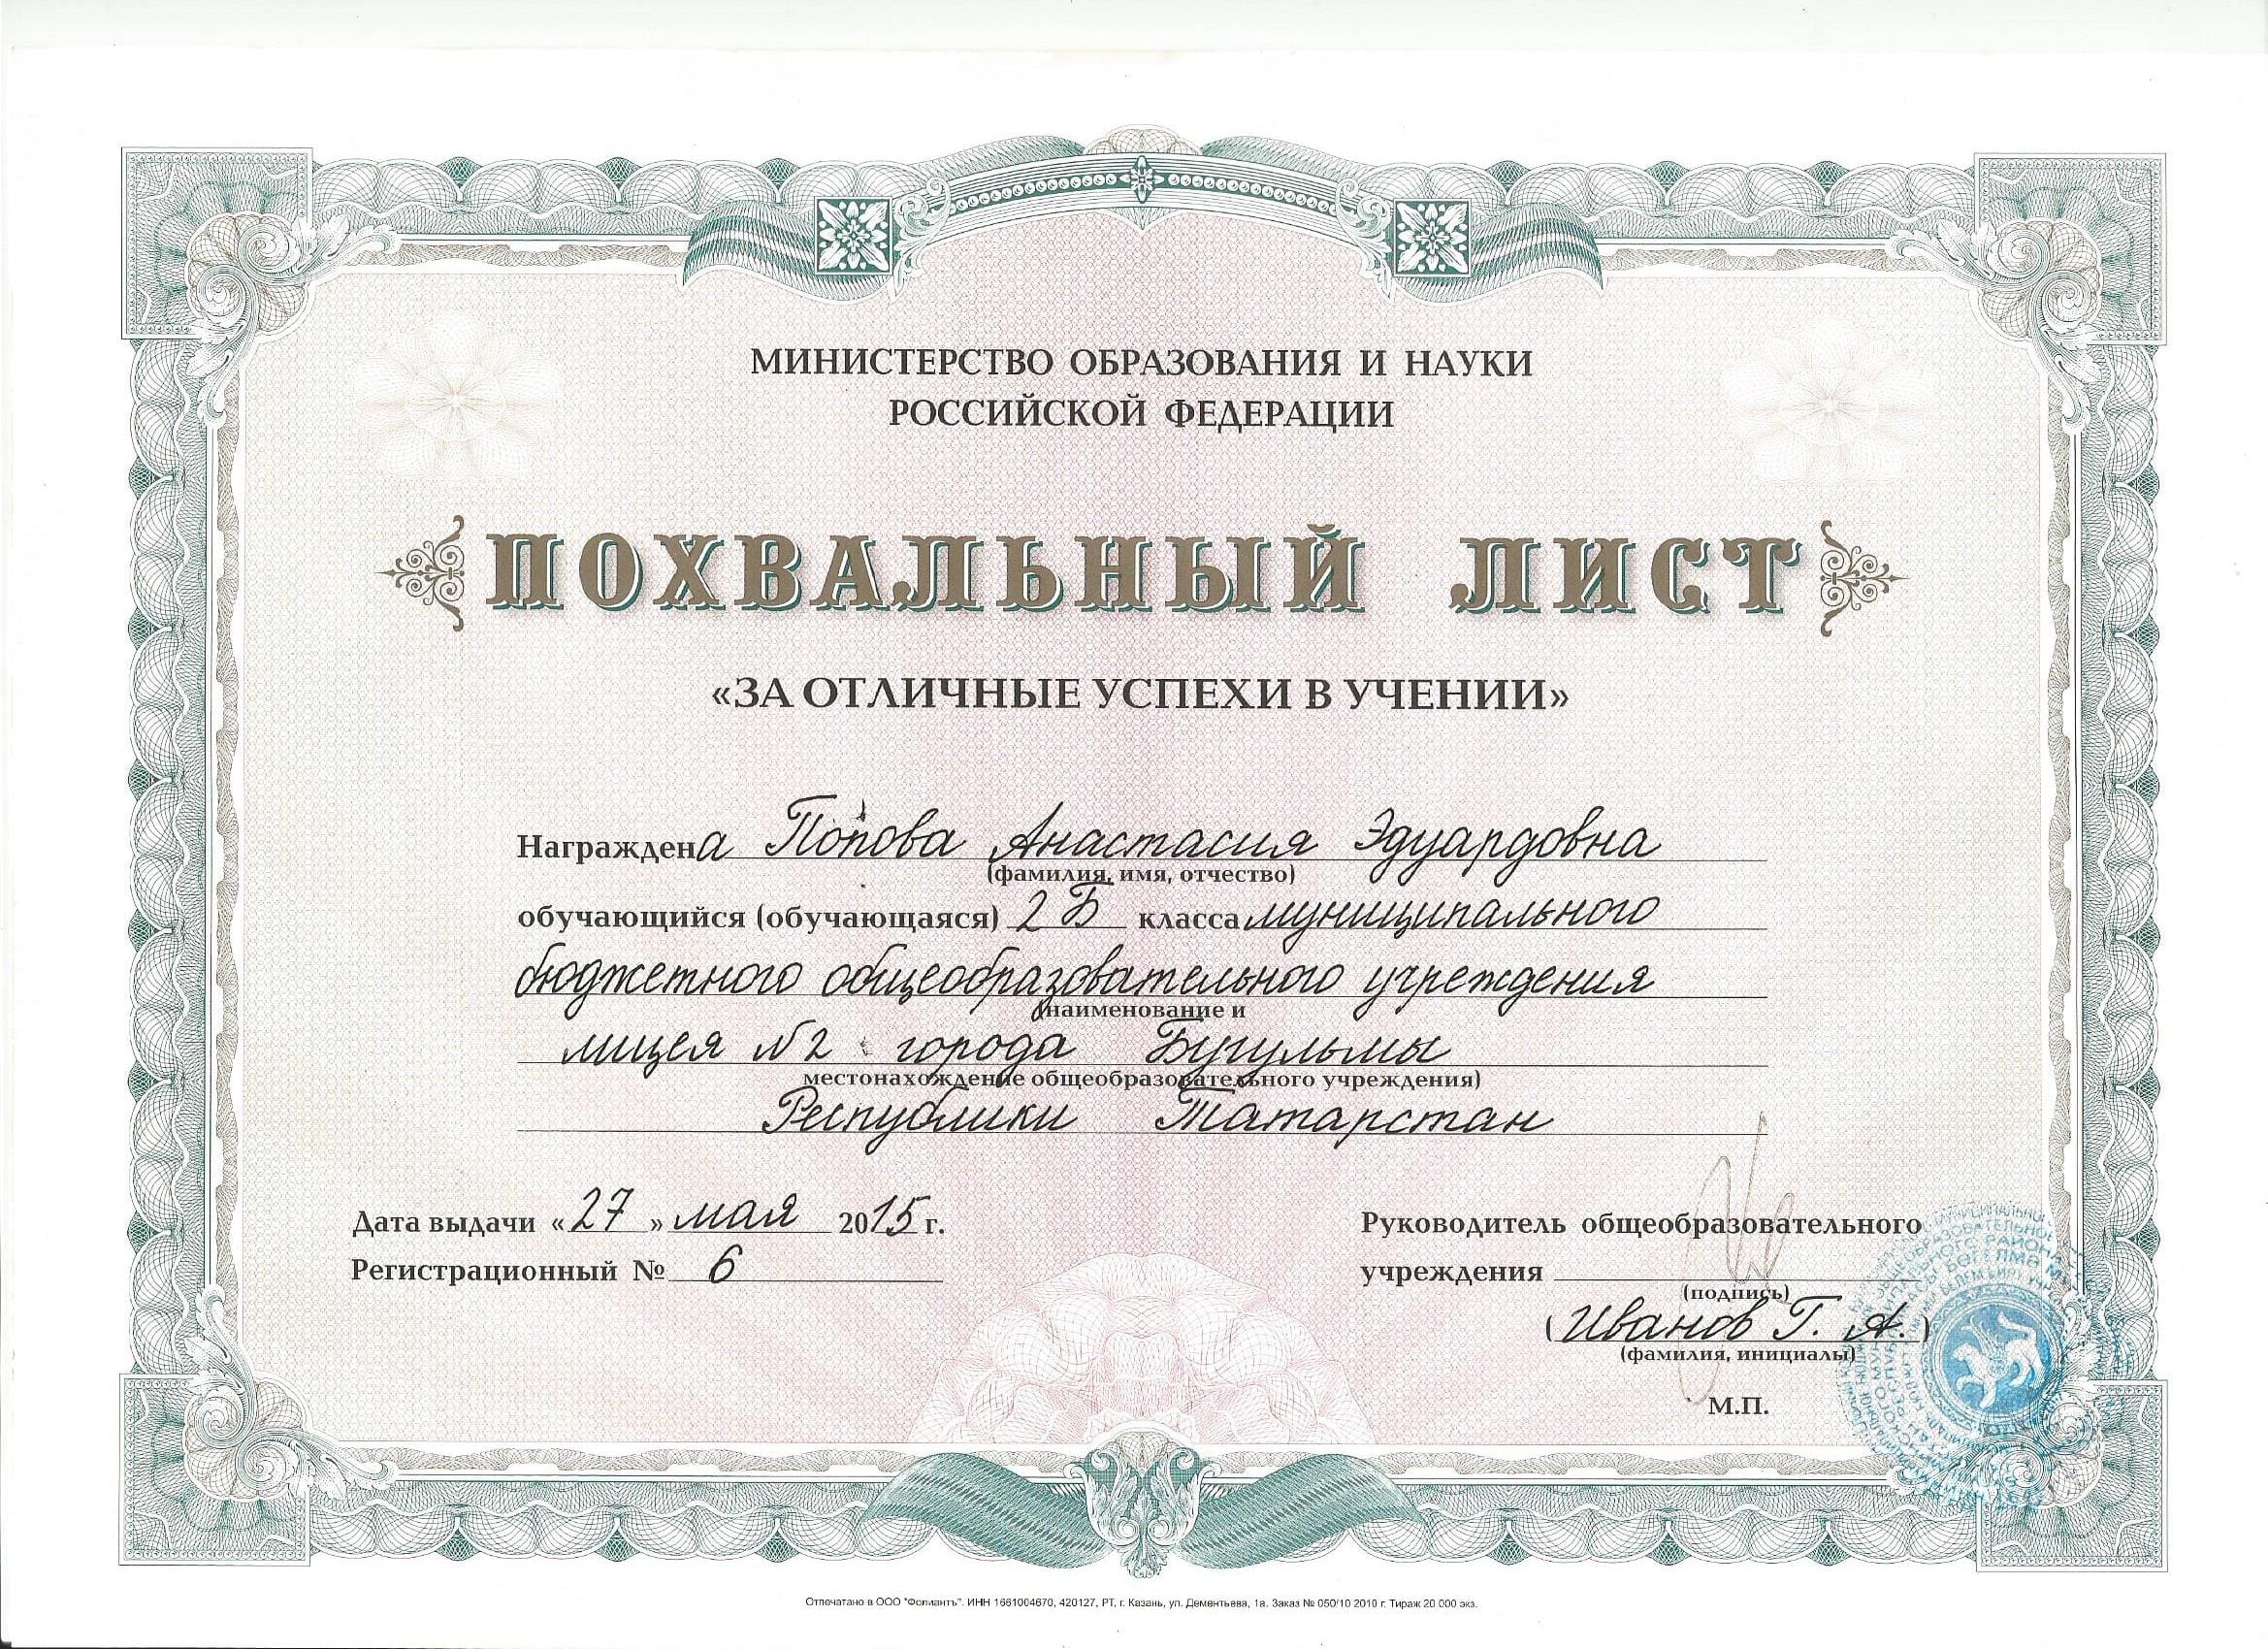 МИНИСТЕРСТВО ОБРАЗОВАНИЯ И НАУКИ
РОССИЙСКОЙ ФЕДЕРАЦИИ
ПОХВАЛЬНЫЙ ЛИСТ
«ЗА ОТЛИЧНЫЕ УСПЕХИ В УЧЕНИИ»
Награждена Попова Анастасия Эдуардовна
(фамилия, имя, отчество)
обучающийся (обучающаяся) 2 Б класса муниципального
бюджетного общеобразовательного учреждения
(наименование и
лицея №2 города Бугульмы
местонахождение общеобразовательного учреждения)
Республики Татарстан
Дата выдачи «27» мая 2015 г.
Регистрационный № 6
Руководитель общеобразовательного
учреждения
(подпись)
(Иванов Г. А.)
(фамилия, инициалы)
М.П.
Отпечатано в ООО "Фолиантъ". ИНН 1661004670, 420127, РТ, г. Казань, ул. Дементьева, 1а. Заказ № 050/10 2010 г. Тираж 20 000 экз.